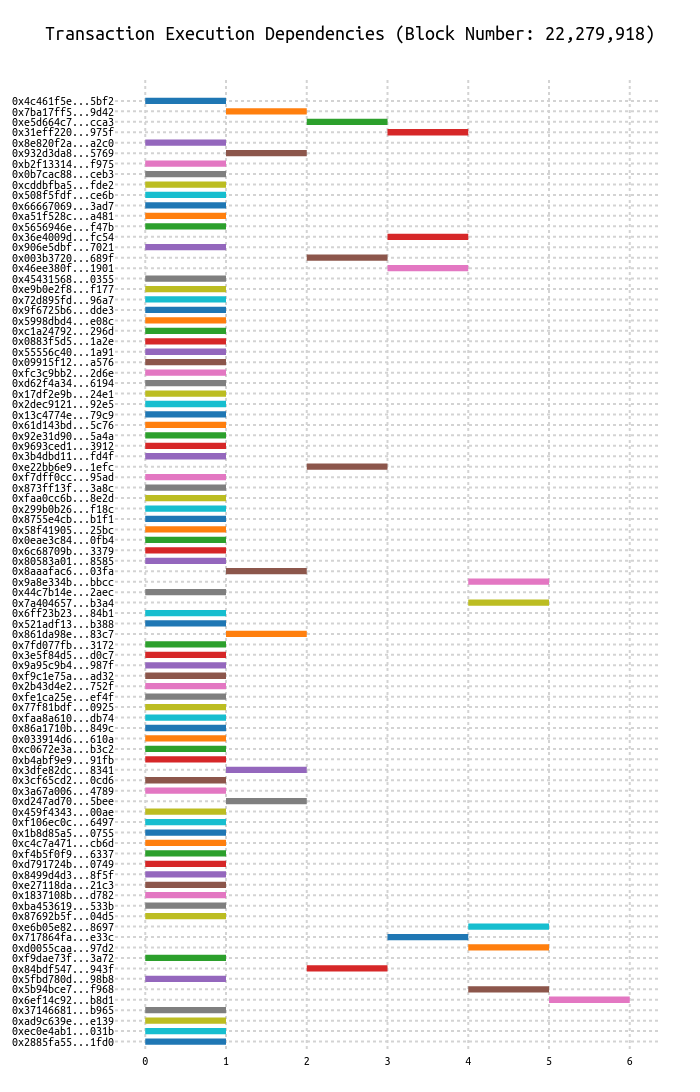 Transaction Execution Dependencies (Block Number: 22,279,918)
0x4c461f5e...5bf2
0x7ba17ff5...9d42
0xe5d664c7...cca3
0x31eff220...975f
0x8e820f2a...a2c0
0x932d3da8...5769
0xb2f13314...f975
0x0b7cac88...ceb3
0xcddbfba5...fde2
0x508f5fdf...ce6b
0x66667069...3ad7
0xa51f528c...a481
0x5656946e...f47b
0x36e4009d...fc54
0x906e5dbf...7021
0x003b3720...689f
0x46ee380f...1901
0x45431568...0355
0xe9b0e2f8...f177
0x72d895fd...96a7
0x9f6725b6...dde3
0x5998dbd4...e08c
0xc1a24792...296d
0x0883f5d5...1a2e
0x55556c40...1a91
0x09915f12...a576
0xfc3c9bb2...2d6e
0xd62f4a34...6194
0x17df2e9b...24e1
0x2dec9121...92e5
0x13c4774e...79c9
0x61d143bd...5c76
0x92e31d90...5a4a
0x9693ced1...3912
0x3b4dbd11...fd4f
0xe22bb6e9...1efc
0xf7dff0cc...95ad
0x873ff13f...3a8c
0xfaa0cc6b...8e2d
0x299b0b26...f18c
0x8755e4cb...b1f1
0x58f41905...25bc
0x0eae3c84...0fb4
0x6c68709b...3379
0x80583a01...8585
0x8aaafac6...03fa
0x9a8e334b...bbcc
0x44c7b14e...2aec
0x7a404657...b3a4
0x6ff23b23...84b1
0x521adf13...b388
0x861da98e...83c7
0x7fd077fb...3172
0x3e5f84d5...d0c7
0x9a95c9b4...987f
0xf9c1e75a...ad32
0x2b43d4e2...752f
0xfe1ca25e...ef4f
0x77f81bdf...0925
0xfaa8a610...db74
0x86a1710b...849c
0x033914d6...610a
0xc0672e3a...b3c2
0xb4abf9e9...91fb
0x3dfe82dc...8341
0x3cf65cd2...0cd6
0x3a67a006...4789
0xd247ad70...5bee
0x459f4343...00ae
0xf106ec0c...6497
0x1b8d85a5...0755
0xc4c7a471...cb6d
0xf4b5f0f9...6337
0xd791724b...0749
0x8499d4d3...8f5f
0xe27118da...21c3
0x1837108b...d782
0xba453619...533b
0x87692b5f...04d5
0xe6b05e82...8697
0x717864fa...e33c
0xd0055caa...97d2
0xf9dae73f...3a72
0x84bdf547...943f
0x5fbd780d...98b8
0x5b94bce7...f968
0x6ef14c92...b8d1
0x37146681...b965
0xad9c639e...e139
0xec0e4ab1...031b
0x2885fa55...1fd0
0 1 2 3 4 5 6